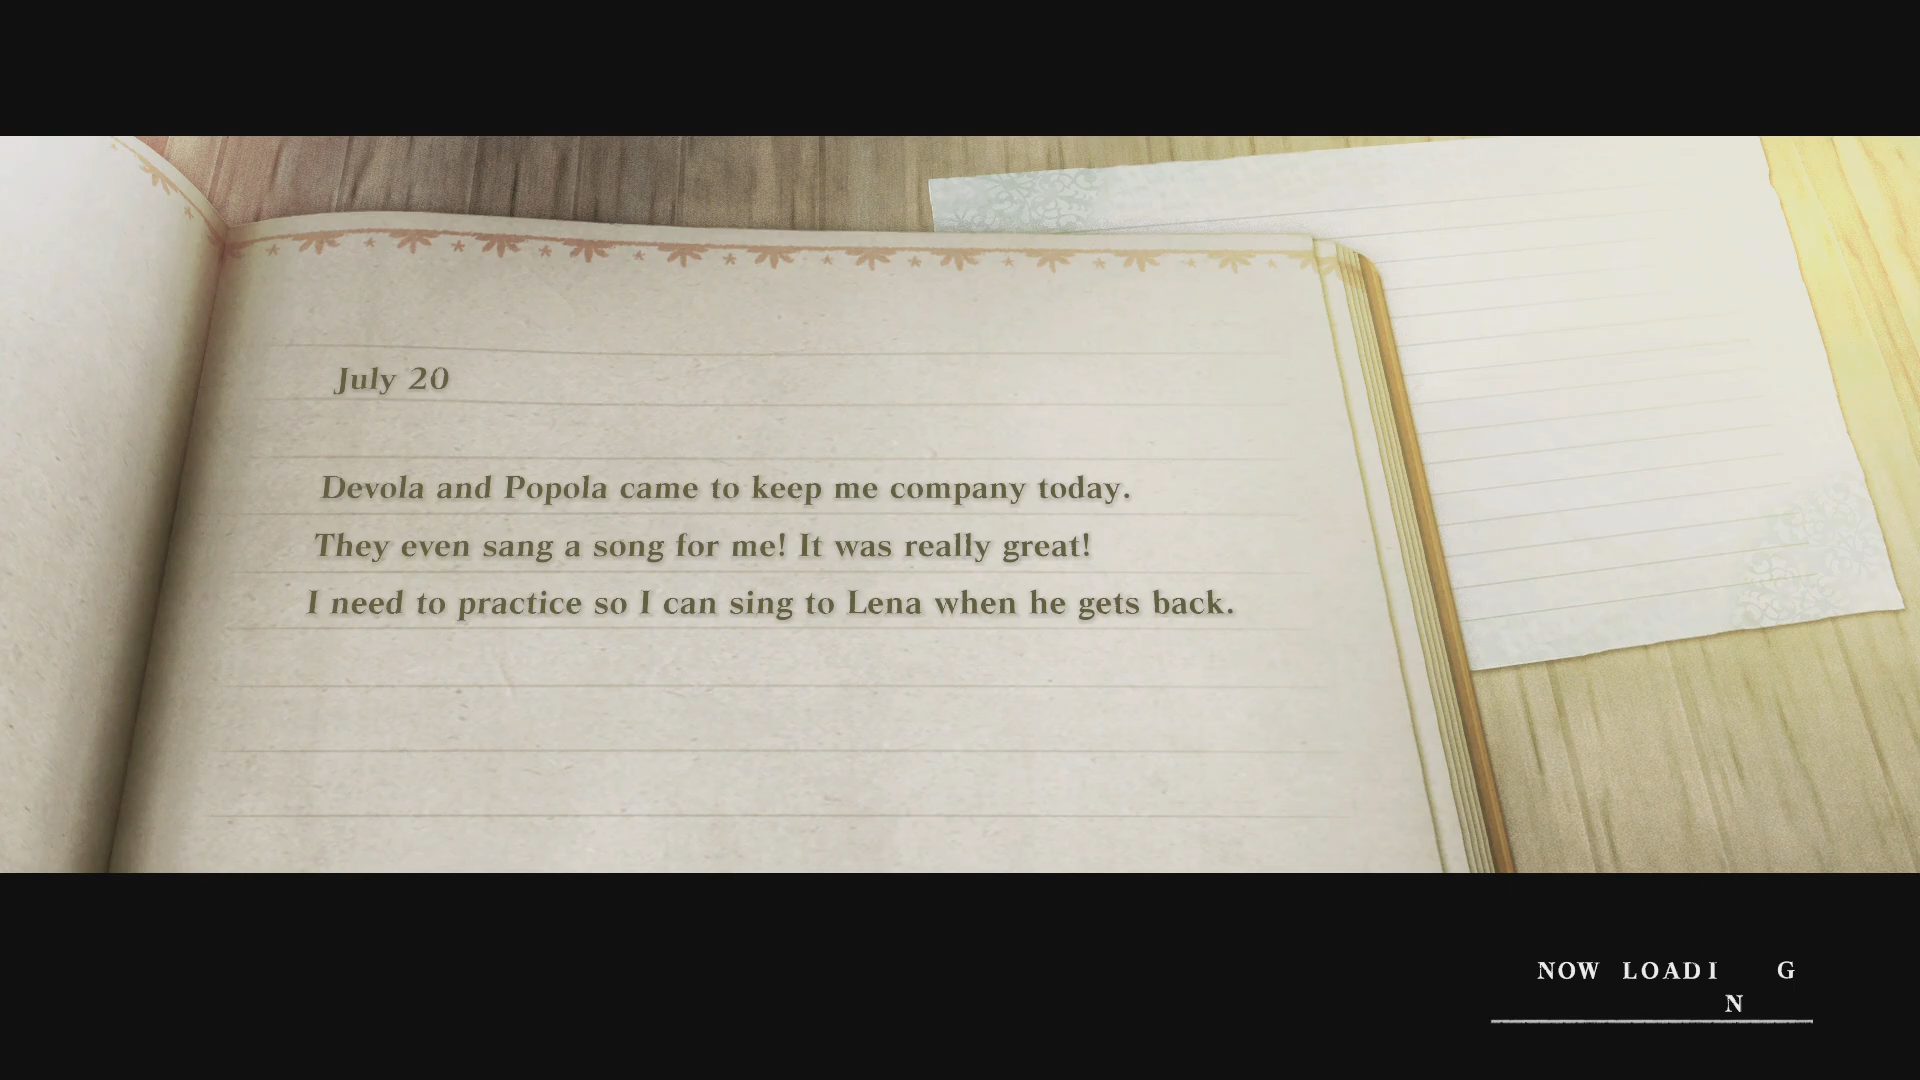 July 20
Devola and Popola came to keep me company today.
They even sang a song for me! It was really great!
I need to practice so I can sing to Lena when he gets back.
NOW LOADING